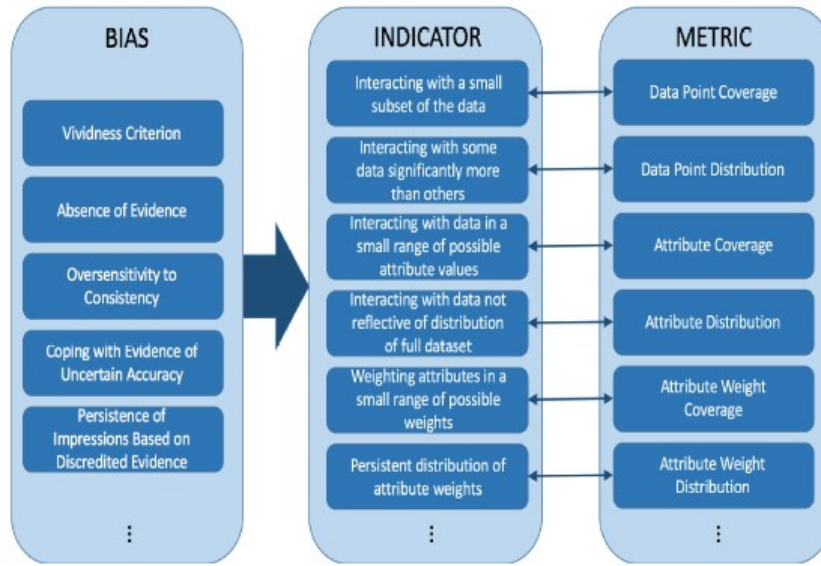 BIAS
Vividness Criterion
Absence of Evidence
Oversensitivity to
Consistency
Coping with Evidence of
Uncertain Accuracy
Persistence of
Impressions Based on
Discredited Evidence
⋮
INDICATOR
Interacting with a small
subset of the data
Interacting with some
data significantly more
than others
Interacting with data in a
small range of possible
attribute values
Interacting with data not
reflective of distribution
of full dataset
Weighting attributes in a
small range of possible
weights
Persistent distribution of
attribute weights
⋮
METRIC
Data Point Coverage
Data Point Distribution
Attribute Coverage
Attribute Distribution
Attribute Weight
Coverage
Attribute Weight
Distribution
⋮